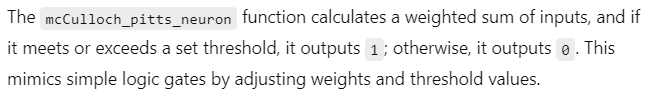 The mcCulloch_pitts_neuron function calculates a weighted sum of inputs, and if
it meets or exceeds a set threshold, it outputs 1; otherwise, it outputs 0. This
mimics simple logic gates by adjusting weights and threshold values.